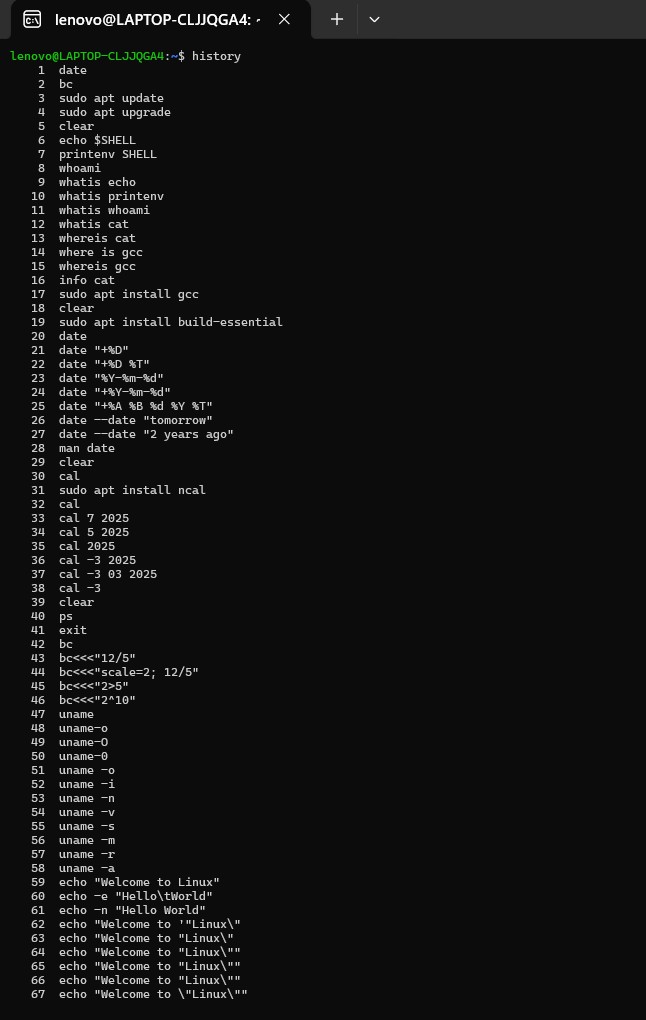 lenovo@LAPTOP-CLJJQGA4: ~
lenovo@LAPTOP-CLJJQGA4:~$ history
1 date
2 bc
3 sudo apt update
4 sudo apt upgrade
5 clear
6 echo $SHELL
7 printenv SHELL
8 whoami
9 whatis echo
10 whatis printenv
11 whatis whoami
12 whatis cat
13 whereis cat
14 where is gcc
15 whereis gcc
16 info cat
17 sudo apt install gcc
18 clear
19 sudo apt install build-essential
20 date
21 date "+%D"
22 date "+%D %T"
23 date "%Y-%m-%d"
24 date "+%Y-%m-%d"
25 date "+%A %B %d %Y %T"
26 date --date "tomorrow"
27 date --date "2 years ago"
28 man date
29 clear
30 cal
31 sudo apt install ncal
32 cal
33 cal 7 2025
34 cal 5 2025
35 cal 2025
36 cal -3 2025
37 cal -3 03 2025
38 cal -3
39 clear
40 ps
41 exit
42 bc
43 bc<<<"12/5"
44 bc<<<"scale=2; 12/5"
45 bc<<<"2>5"
46 bc<<<"2^10"
47 uname
48 uname-o
49 uname-O
50 uname-0
51 uname -o
52 uname -i
53 uname -n
54 uname -v
55 uname -s
56 uname -m
57 uname -r
58 uname -a
59 echo "Welcome to Linux"
60 echo -e "Hello\tWorld"
61 echo -n "Hello World"
62 echo "Welcome to '"Linux\"
63 echo "Welcome to "Linux\"
64 echo "Welcome to "Linux\""
65 echo "Welcome to "Linux\""
66 echo "Welcome to "Linux\""
67 echo "Welcome to \"Linux\""